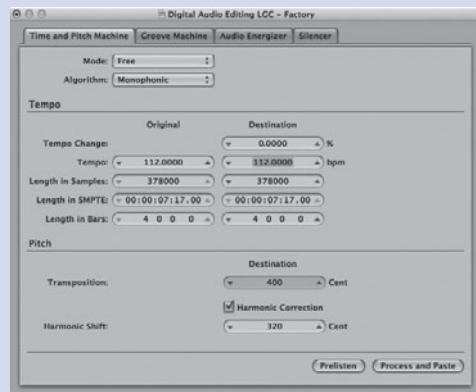 Digital Audio Editing LGC – Factory
Time and Pitch Machine Groove Machine Audio Energizer Silencer
Mode: Free
Algorithm: Monophonic
Tempo
Original Destination
Tempo Change: 0.0000 %
Tempo: 112.0000 112.0000 bpm
Length in Samples: 378000 378000
Length in SMPTE: 00:00:07:17.00 00:00:07:17.00
Length in Bars: 4 0 0 0 4 0 0 0
Pitch
Destination
Transposition: 400 Cent
Harmonic Correction
Harmonic Shift: 320 Cent
Prelisten Process and Paste